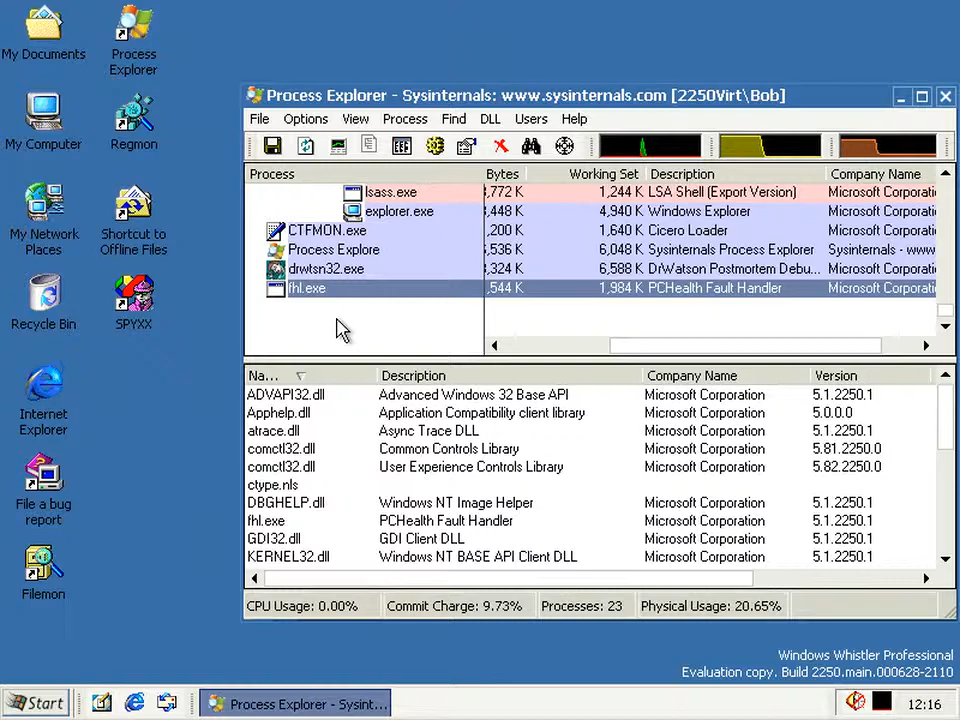 My Documents
Process Explorer
My Computer
Regmon
My Network Places
Shortcut to Offline Files
Recycle Bin
SPYXX
Internet Explorer
File a bug report
Filemon
Process Explorer - Sysinternals: www.sysinternals.com [2250Virt\Bob]
File Options View Process Find DLL Users Help
Process Bytes Working Set Description Company Name
lsass.exe 3,772 K 1,244 K LSA Shell (Export Version) Microsoft Corporati
explorer.exe 3,448 K 4,940 K Windows Explorer Microsoft Corporati
CTFMON.exe ,200 K 1,640 K Cicero Loader Microsoft Corporati
Process Explore 5,536 K 6,048 K Sysinternals Process Explorer Sysinternals - www
drwtsn32.exe 3,324 K 6,588 K DrWatson Postmortem Debu... Microsoft Corporati
fhl.exe ,544 K 1,984 K PCHealth Fault Handler Microsoft Corporati
Na... Description Company Name Version
ADVAPI32.dll Advanced Windows 32 Base API Microsoft Corporation 5.1.2250.1
Apphelp.dll Application Compatibility client library Microsoft Corporation 5.0.0.0
atrace.dll Async Trace DLL Microsoft Corporation 5.1.2250.1
comctl32.dll Common Controls Library Microsoft Corporation 5.81.2250.0
comctl32.dll User Experience Controls Library Microsoft Corporation 5.82.2250.0
ctype.nls
DBGHELP.dll Windows NT Image Helper Microsoft Corporation 5.1.2250.1
fhl.exe PCHealth Fault Handler Microsoft Corporation 5.1.2250.1
GDI32.dll GDI Client DLL Microsoft Corporation 5.1.2250.1
KERNEL32.dll Windows NT BASE API Client DLL Microsoft Corporation 5.1.2250.1
CPU Usage: 0.00% Commit Charge: 9.73% Processes: 23 Physical Usage: 20.65%
Windows Whistler Professional
Evaluation copy. Build 2250.main.000628-2110
Start Process Explorer - Sysint... 12:16